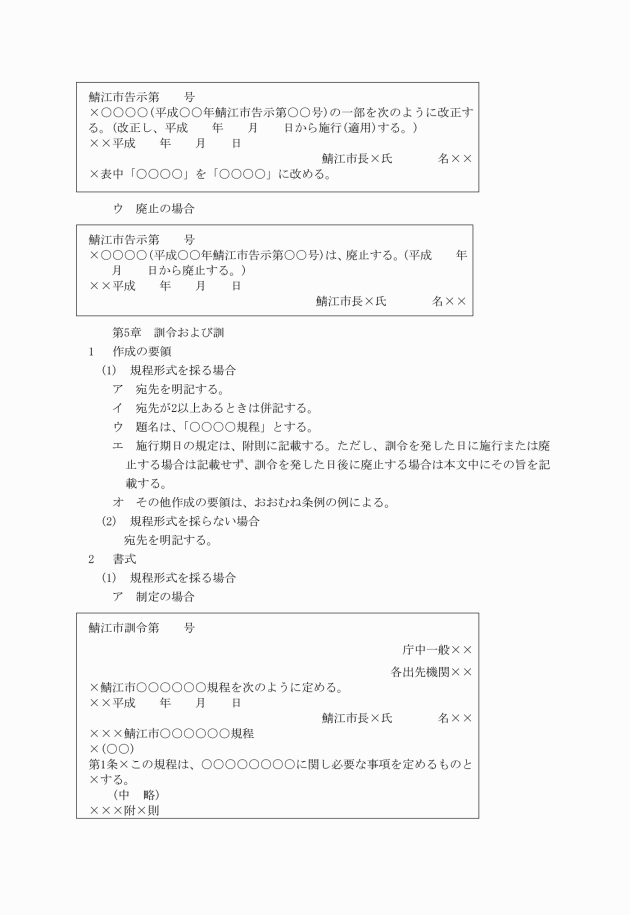 鯖江市告示第　　号
×○○○○(平成○○年鯖江市告示第○○号)の一部を次のように改正す
る。(改正し、平成　　年　　月　　日から施行(適用)する。)
××平成　　年　　月　　日
鯖江市長×氏　　　　名××
×表中「○○○○」を「○○○○」に改める。
ウ　廃止の場合
鯖江市告示第　　号
×○○○○(平成○○年鯖江市告示第○○号)は、廃止する。(平成　　年
月　　日から廃止する。)
××平成　　年　　月　　日
鯖江市長×氏　　　　名××
第5章　訓令および訓
1　作成の要領
(1)　規程形式を採る場合
ア　宛先を明記する。
イ　宛先が2以上あるときは併記する。
ウ　題名は、「○○○○規程」とする。
エ　施行期日の規定は、附則に記載する。ただし、訓令を発した日に施行または廃
止する場合は記載せず、訓令を発した日後に廃止する場合は本文中にその旨を記
載する。
オ　その他作成の要領は、おおむね条例の例による。
(2)　規程形式を採らない場合
宛先を明記する。
2　書式
(1)　規程形式を採る場合
ア　制定の場合
鯖江市訓令第　　号
庁中一般××
各出先機関××
×鯖江市○○○○○○規程を次のように定める。
××平成　　年　　月　　日
鯖江市長×氏　　　　名××
×××鯖江市○○○○○○規程
×(○○)
第1条×この規程は、○○○○○○○○に関し必要な事項を定めるものと
×する。
(中　略)
×××附×則